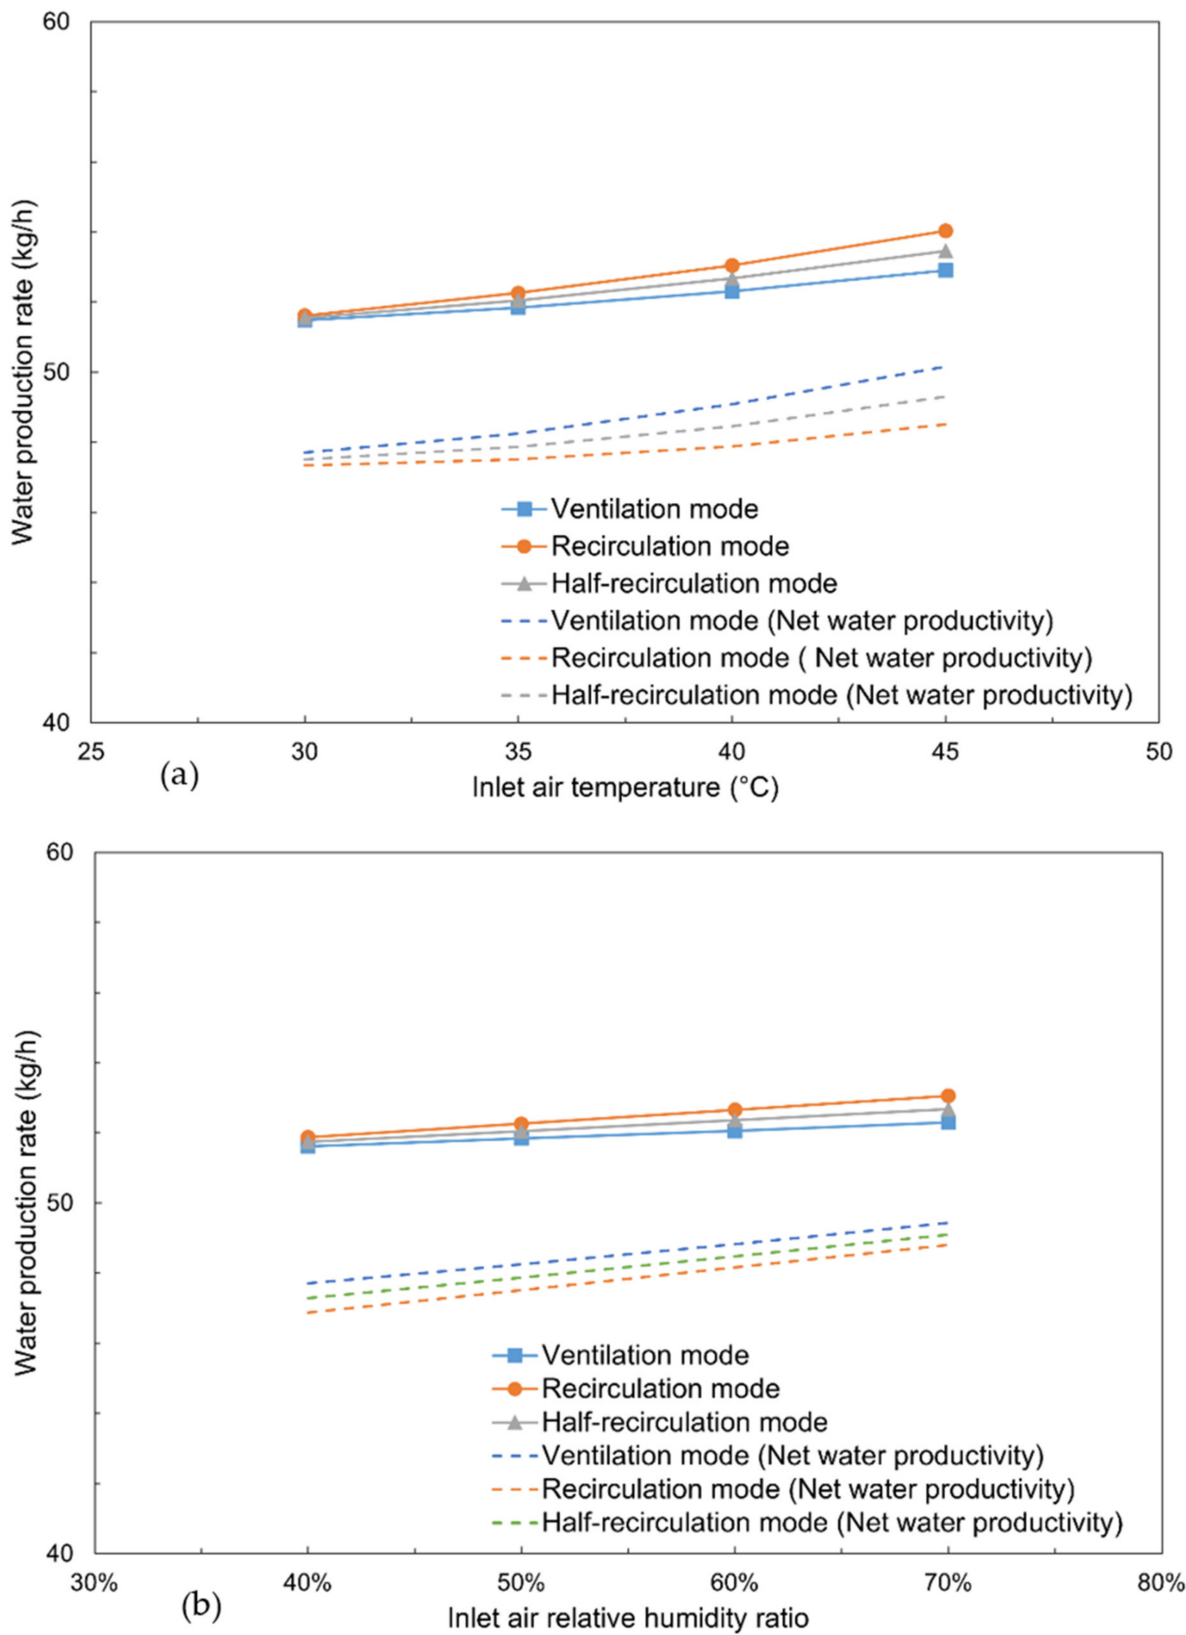 60
50
40
Water production rate (kg/h)
Ventilation mode
Recirculation mode
Half-recirculation mode
Ventilation mode (Net water productivity)
Recirculation mode ( Net water productivity)
Half-recirculation mode (Net water productivity)
25 30 35 40 45 50
(a)
Inlet air temperature (°C)
60
50
40
Water production rate (kg/h)
Ventilation mode
Recirculation mode
Half-recirculation mode
Ventilation mode (Net water productivity)
Recirculation mode (Net water productivity)
Half-recirculation mode (Net water productivity)
30% 40% 50% 60% 70% 80%
(b)
Inlet air relative humidity ratio